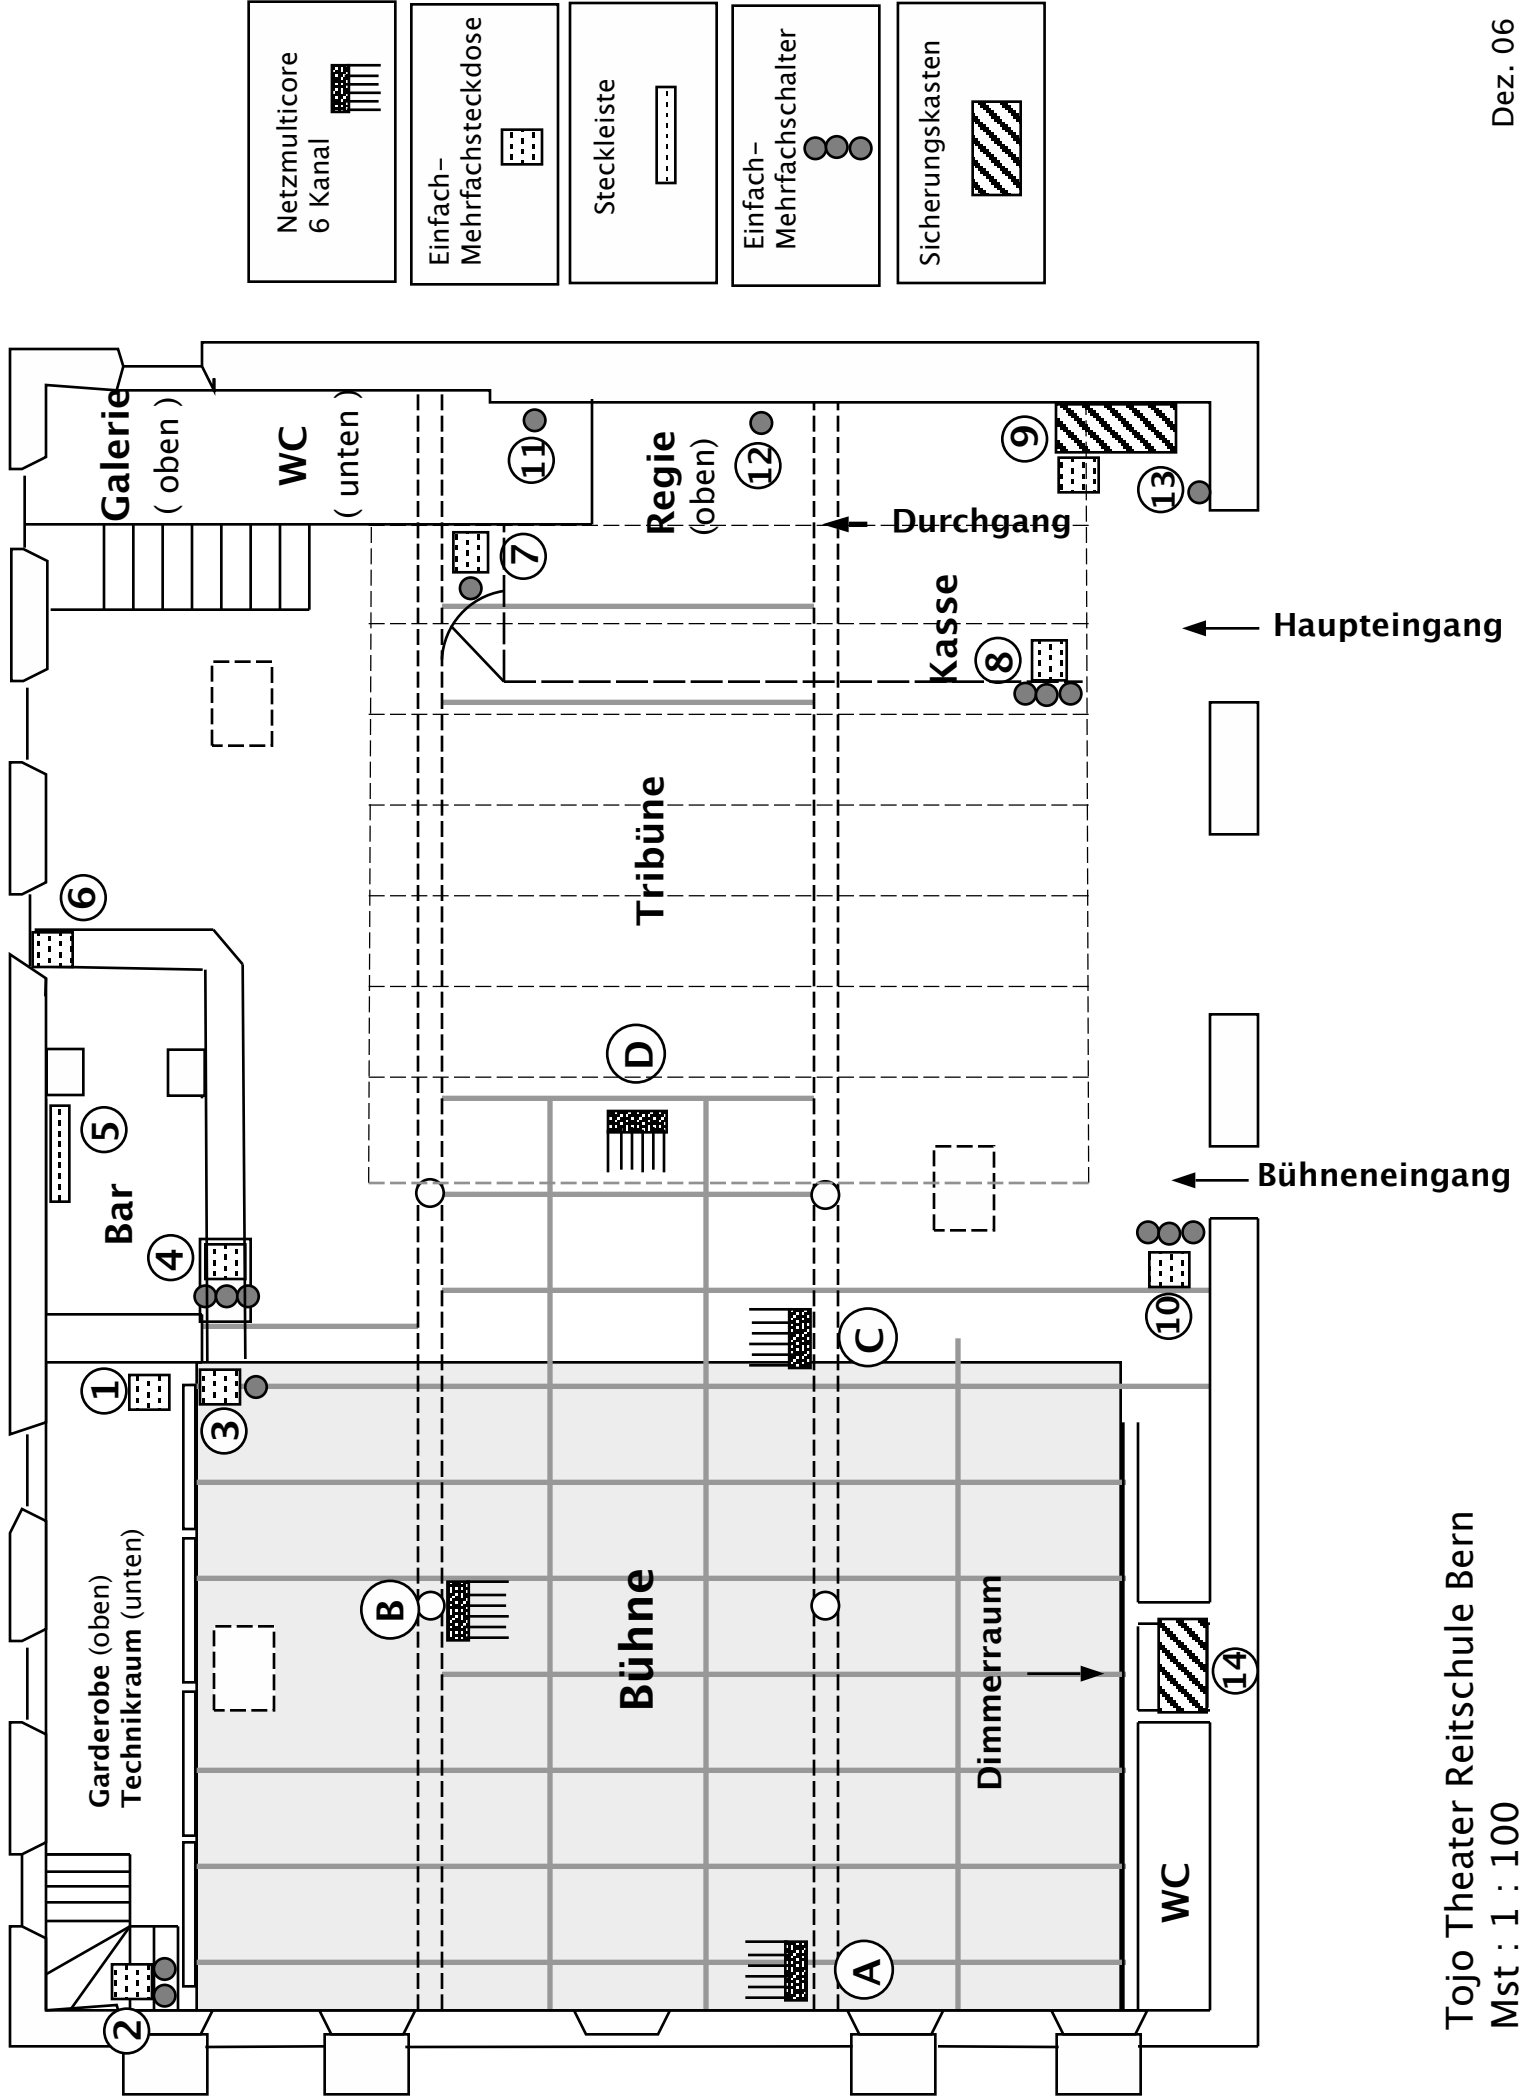 Netzmulticore
6 Kanal
Einfach-
Mehrfachsteckdose
Steckleiste
Einfach-
Mehrfachschalter
Sicherungskasten
Dez. 06
Galerie
( oben )
WC
( unten )
11
Regie
(oben)
12
9
13
Durchgang
7
Kasse
8
Haupteingang
Tribüne
6
D
5
Bar
4
Bühneneingang
10
C
1
3
Garderobe (oben)
Technikraum (unten)
B
Bühne
Dimmerraum
14
2
A
WC
Tojo Theater Reitschule Bern
Mst : 1 : 100